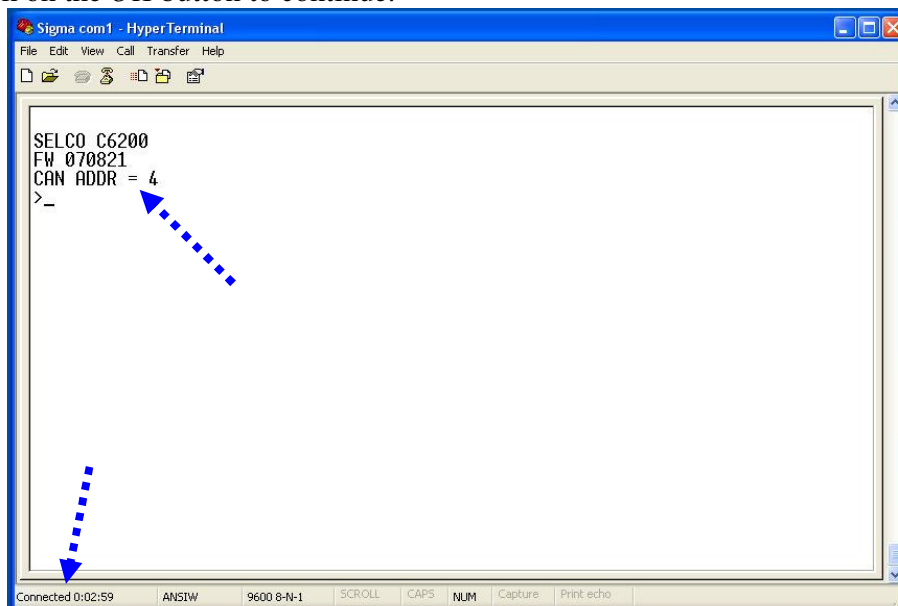 on the OK button to continue.
Sigma com1 - HyperTerminal
File Edit View Call Transfer Help
SELCO C6200
FW 070821
CAN ADDR = 4
>_
Connected 0:02:59 ANSIW 9600 8-N-1 SCROLL CAPS NUM Capture Print echo